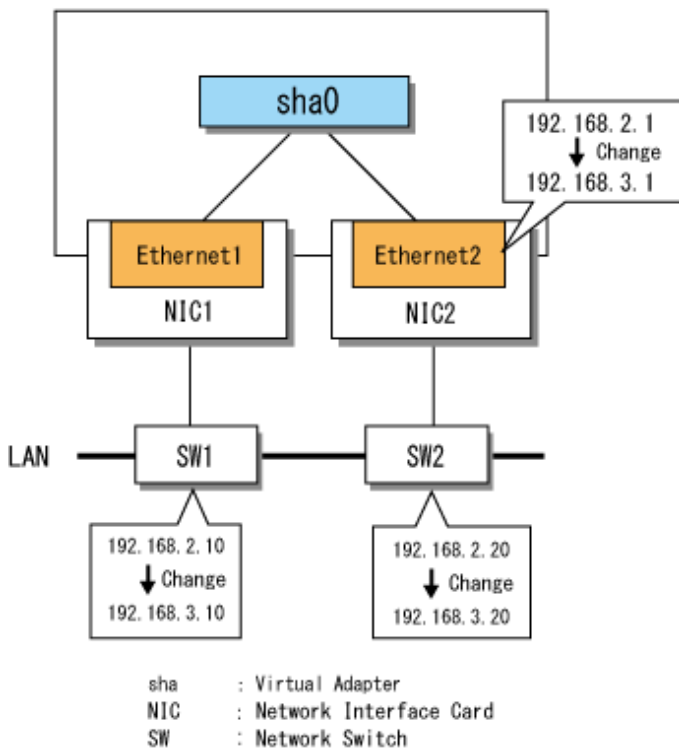 sha0
192.168.2.1
Change
192.168.3.1
Ethernet1
Ethernet2
NIC1
NIC2
LAN
SW1
SW2
192.168.2.10
Change
192.168.3.10
192.168.2.20
Change
192.168.3.20
sha : Virtual Adapter
NIC : Network Interface Card
SW : Network Switch